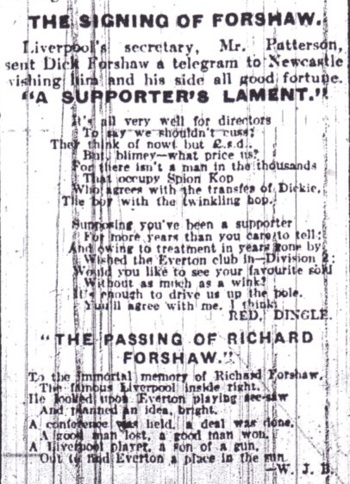 THE SIGNING OF FORSHAW.
Liverpool's secretary, Mr. Patterson,
sent Dick Forshaw a telegram to Newcastle
wishing him and his side all good fortune.
"A SUPPORTER'S LAMENT."
It's all very well for directors
To say we shouldn't cuss;
They think of nowt but £.s.d.
But, blimey—what price us?
For there isn't a man in the thousands
That occupy Spion Kop
Who agrees with the transfer of Dickie,
The boy with the twinkling hop.
Supposing you've been a supporter
For more years than you care to tell;
And owing to treatment in years gone by
Wished the Everton club in—Division 2;
Would you like to see your favourite sold
Without as much as a wink?
It's enough to drive us up the pole.
You'll agree with me, I think!
RED, DINGLE.
"THE PASSING OF RICHARD
FORSHAW."
To the immortal memory of Richard Forshaw,
The famous Liverpool inside right.
He looked upon Everton playing see-saw
And planned an idea, bright.
A conference was held, a deal was done,
A good man lost, a good man won,
A Liverpool player, a son of a gun,
Out to find Everton a place in the sun
—W. J. B.